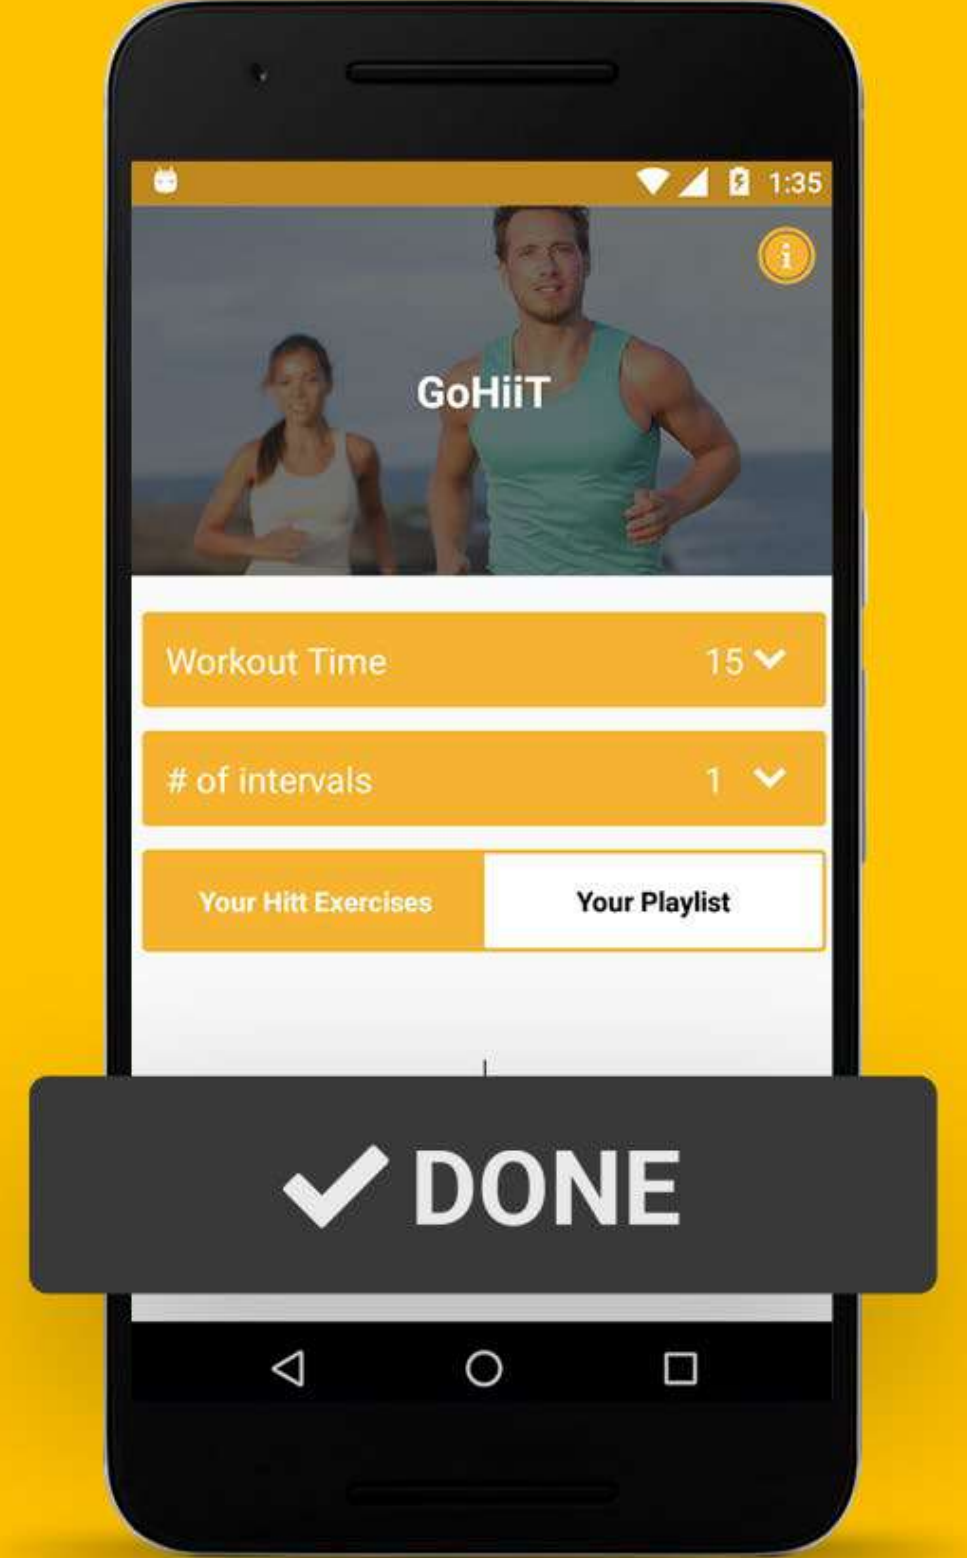 1:35
GoHiiT
Workout Time 15
# of intervals 1
Your Hitt Exercises Your Playlist
DONE